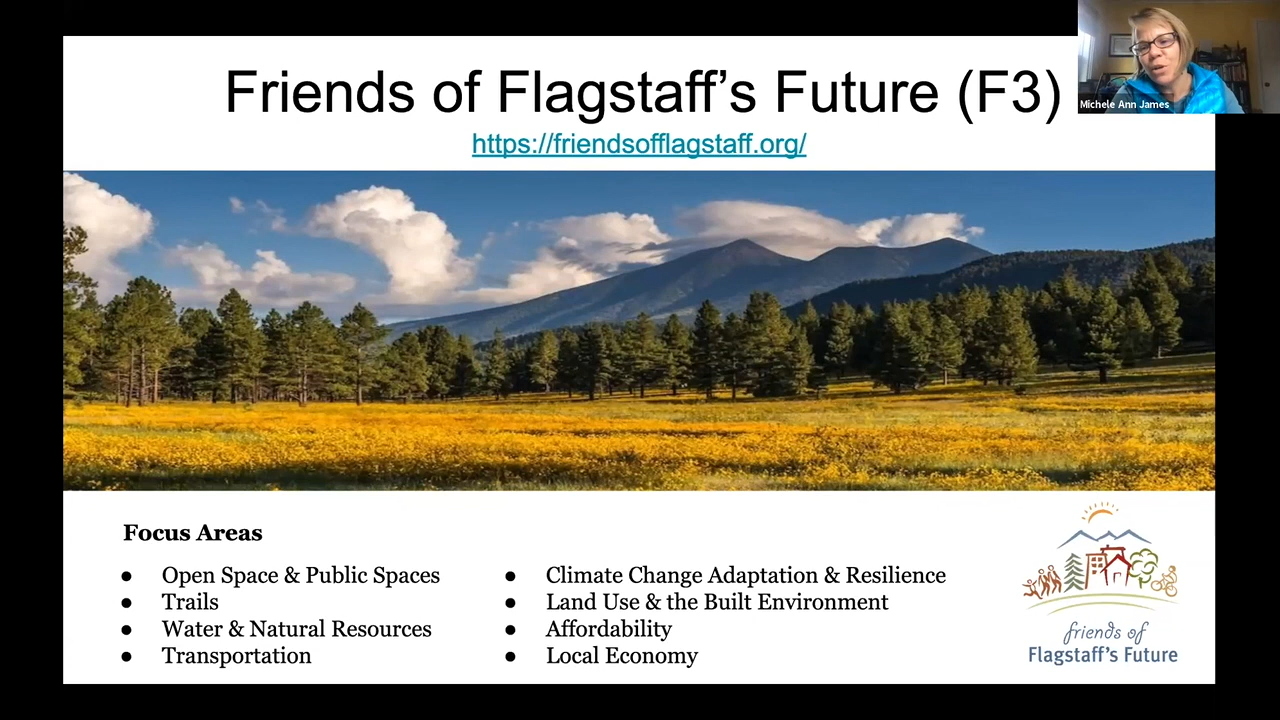 Friends of Flagstaff's Future (F3)
https://friendsofflagstaff.org/
Michele Ann James
Focus Areas
● Open Space & Public Spaces
● Trails
● Water & Natural Resources
● Transportation
● Climate Change Adaptation & Resilience
● Land Use & the Built Environment
● Affordability
● Local Economy
friends of
Flagstaff's Future